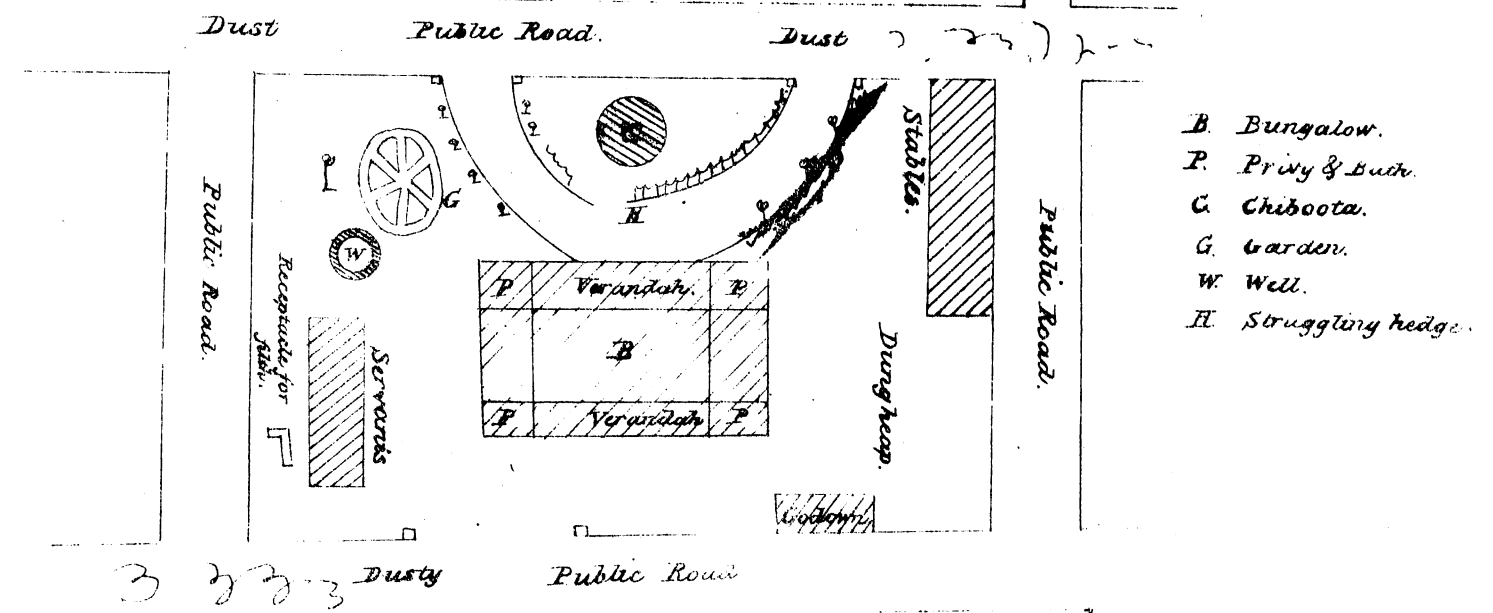 Dust Public Road. Dust
Public Road.
Stables.
Public Road.
C
G
H
W
Receptacle for
filth.
Servants
P Verandah. P
B
P Verandah P
Dungheap.
Godown
Dusty Public Road
B. Bungalow.
P. Privy & Bath.
C Chiboota.
G. Garden.
W. Well.
H. Struggling hedge.